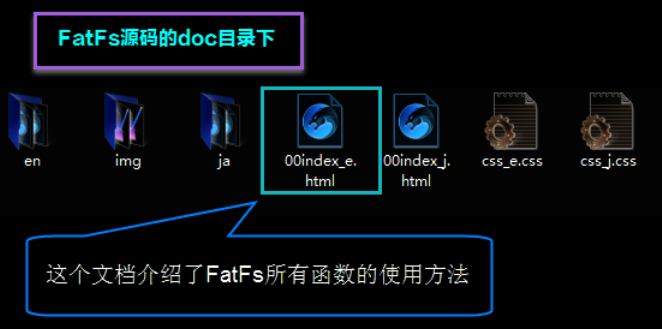 FatFs源码的doc目录下
en
img
ja
00index_e.
html
00index_j.
html
css_e.css
css_j.css
这个文档介绍了FatFs所有函数的使用方法